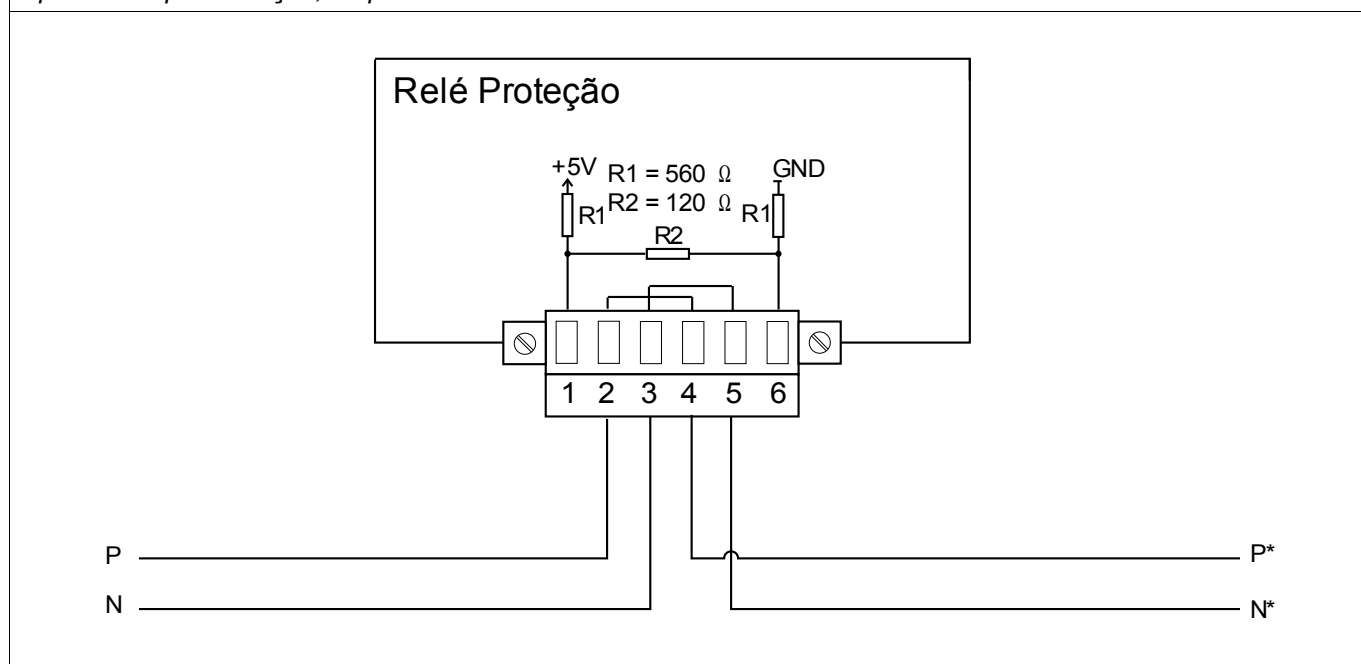 Relé Proteção
+5V R1 = 560 Ω GND
R1 R2 = 120 Ω R1
R2
1 2 3 4 5 6
P P*
N N*